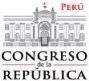 PERÚ
CONGRESO
de la
REPÚBLICA